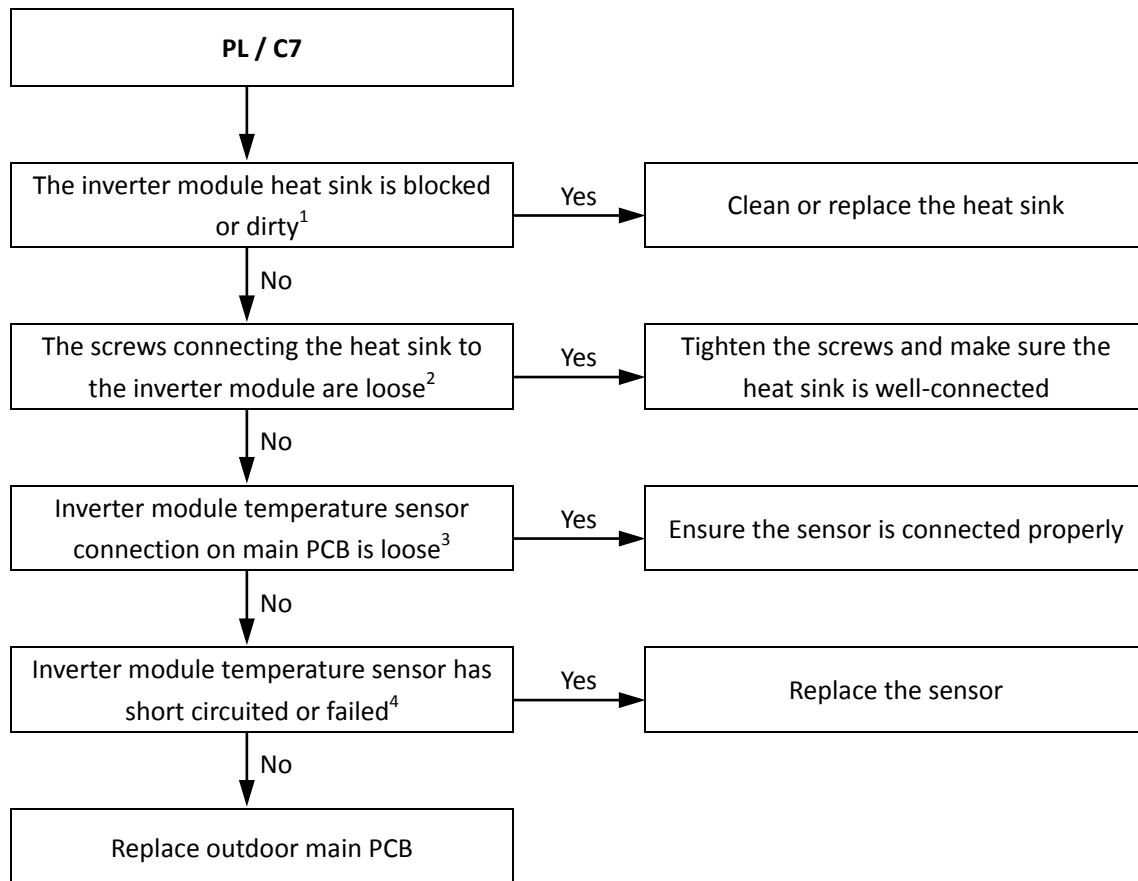 PL / C7
The inverter module heat sink is blocked
or dirty¹
Yes
Clean or replace the heat sink
No
The screws connecting the heat sink to
the inverter module are loose²
Yes
Tighten the screws and make sure the
heat sink is well-connected
No
Inverter module temperature sensor
connection on main PCB is loose³
Yes
Ensure the sensor is connected properly
No
Inverter module temperature sensor has
short circuited or failed⁴
Yes
Replace the sensor
No
Replace outdoor main PCB